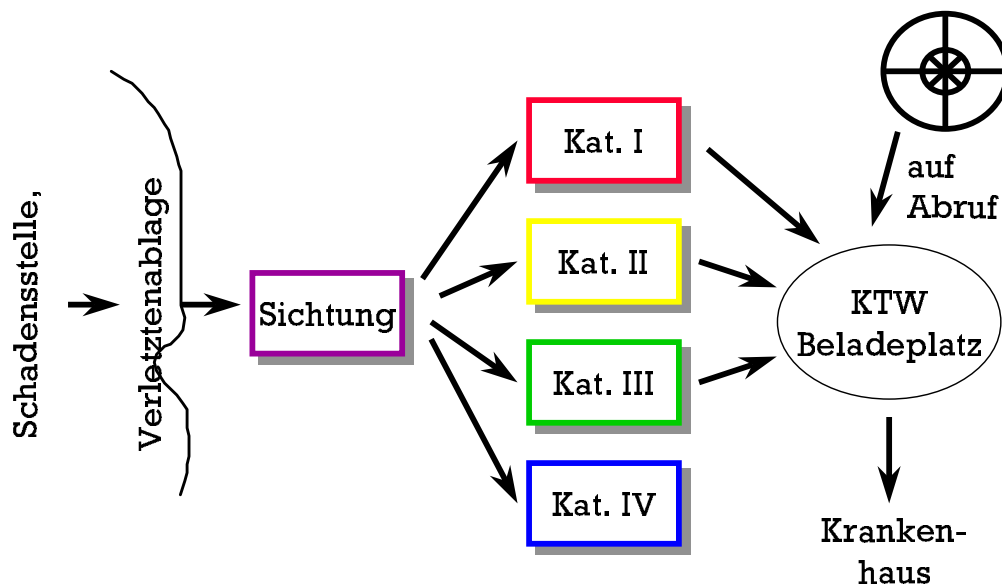 Schadensstelle,
Verletztenablage
Sichtung
Kat. I
Kat. II
Kat. III
Kat. IV
auf
Abruf
KTW
Beladeplatz
Kranken-
haus